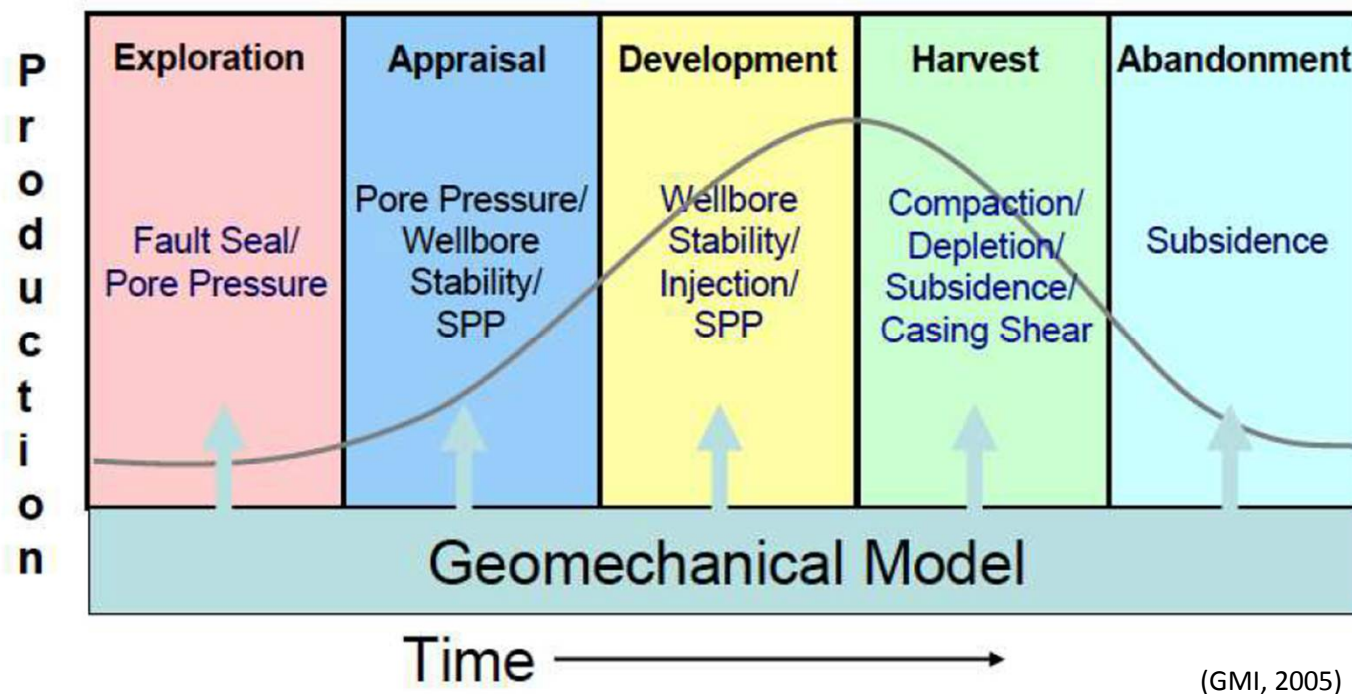 Production
Exploration
Fault Seal/
Pore Pressure
Appraisal
Pore Pressure/
Wellbore
Stability/
SPP
Development
Wellbore
Stability/
Injection/
SPP
Harvest
Compaction/
Depletion/
Subsidence/
Casing Shear
Abandonment
Subsidence
Geomechanical Model
Time
(GMI, 2005)